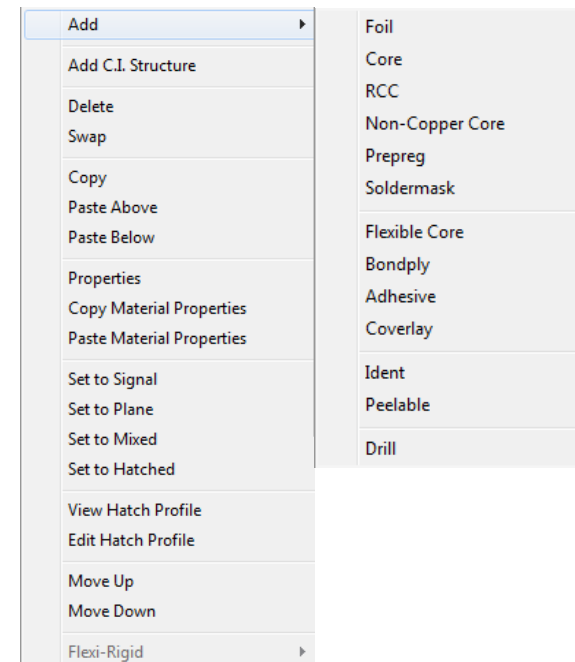 Add
Add C.I. Structure
Delete
Swap
Copy
Paste Above
Paste Below
Properties
Copy Material Properties
Paste Material Properties
Set to Signal
Set to Plane
Set to Mixed
Set to Hatched
View Hatch Profile
Edit Hatch Profile
Move Up
Move Down
Flexi-Rigid
Foil
Core
RCC
Non-Copper Core
Prepreg
Soldermask
Flexible Core
Bondply
Adhesive
Coverlay
Ident
Peelable
Drill